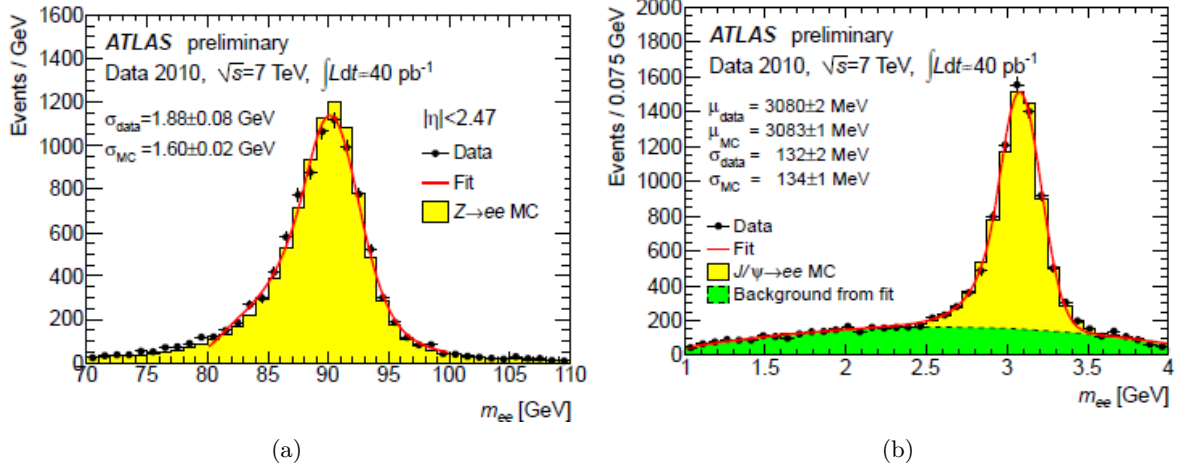 Events / GeV
1600
1400
1200
1000
800
600
400
200
0
ATLAS preliminary
Data 2010, √s=7 TeV, ∫Ldt=40 pb⁻¹
σdata=1.88±0.08 GeV
σMC=1.60±0.02 GeV
|η|<2.47
Data
Fit
Z→ee MC
70 75 80 85 90 95 100 105 110
mee [GeV]
(a)
Events / 0.075 GeV
2000
1800
1600
1400
1200
1000
800
600
400
200
0
ATLAS preliminary
Data 2010, √s=7 TeV, ∫Ldt=40 pb⁻¹
μdata = 3080±2 MeV
μMC = 3083±1 MeV
σdata = 132±2 MeV
σMC = 134±1 MeV
Data
Fit
J/ψ→ee MC
Background from fit
1 1.5 2 2.5 3 3.5 4
mee [GeV]
(b)